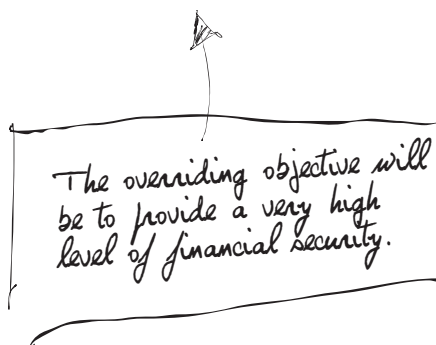 The overriding objective will
be to provide a very high
level of financial security.